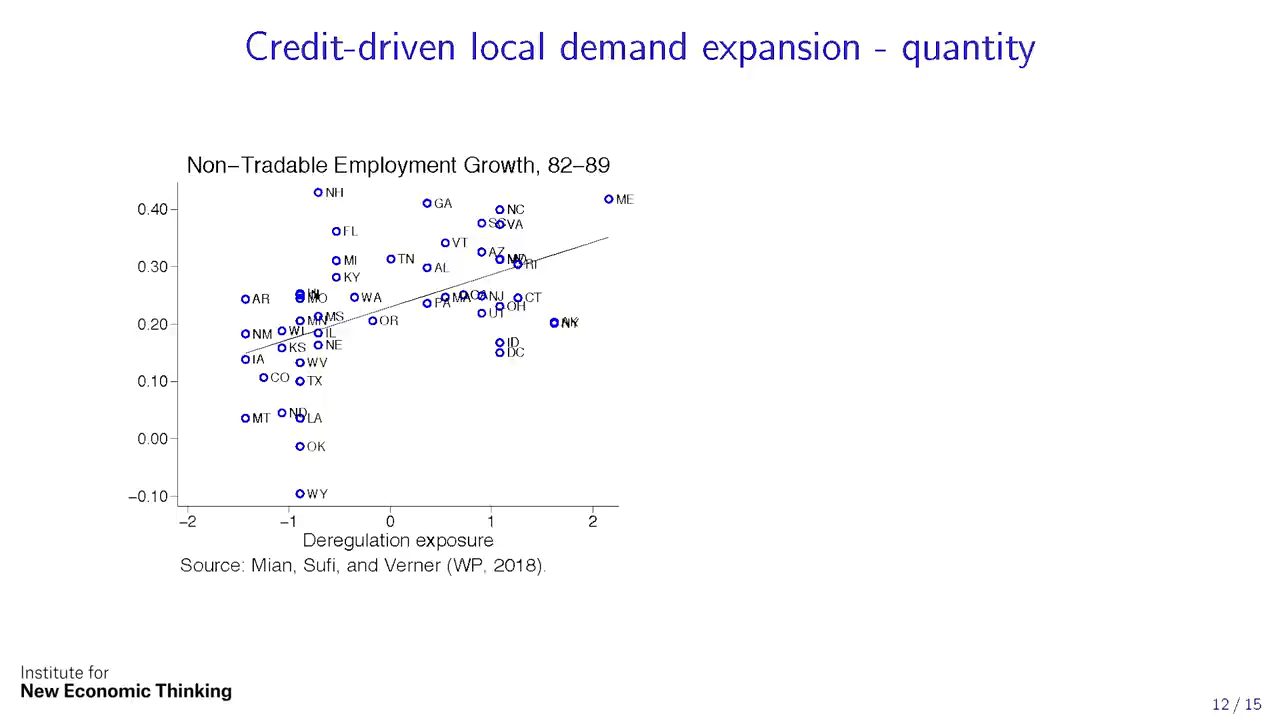 Credit-driven local demand expansion - quantity
Non−Tradable Employment Growth, 82−89
0.40
0.30
0.20
0.10
0.00
−0.10
NH
ME
GA
NC
VA
FL
VT
AZ
MI
TN
AL
RI
KY
AR
MO
WA
PA
MA
NJ
CT
OH
UT
MN
MS
OR
NY
NM
WI
IL
KS
NE
ID
DC
IA
WV
CO
TX
MT
ND
LA
OK
WY
−2
−1
0
1
2
Deregulation exposure
Source: Mian, Sufi, and Verner (WP, 2018).
Institute for
New Economic Thinking
12 / 15